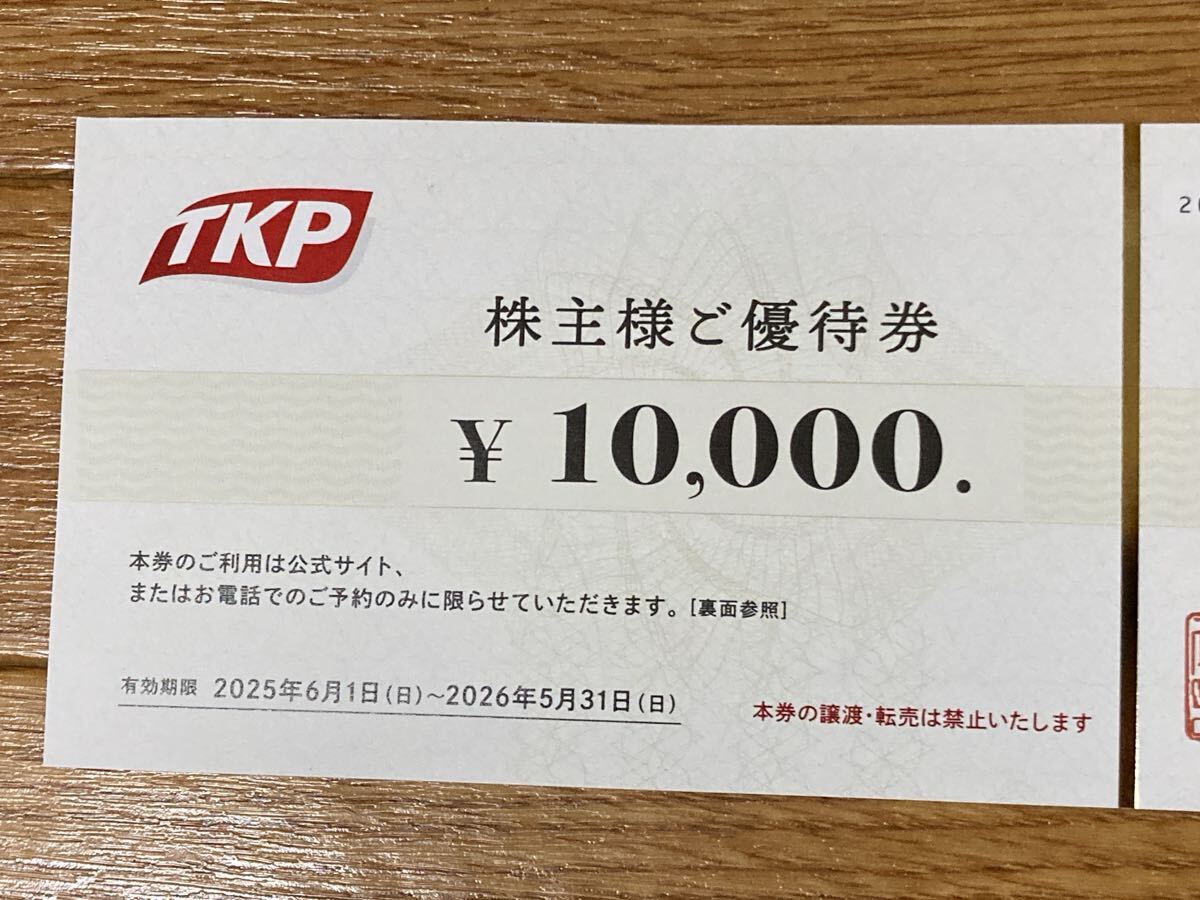 TKP
株主様ご優待券
¥ 10,000.
本券のご利用は公式サイト、
またはお電話でのご予約のみに限らせていただきます。[裏面参照]
有効期限 2025年6月1日(日)~2026年5月31日(日)
本券の譲渡・転売は禁止いたします